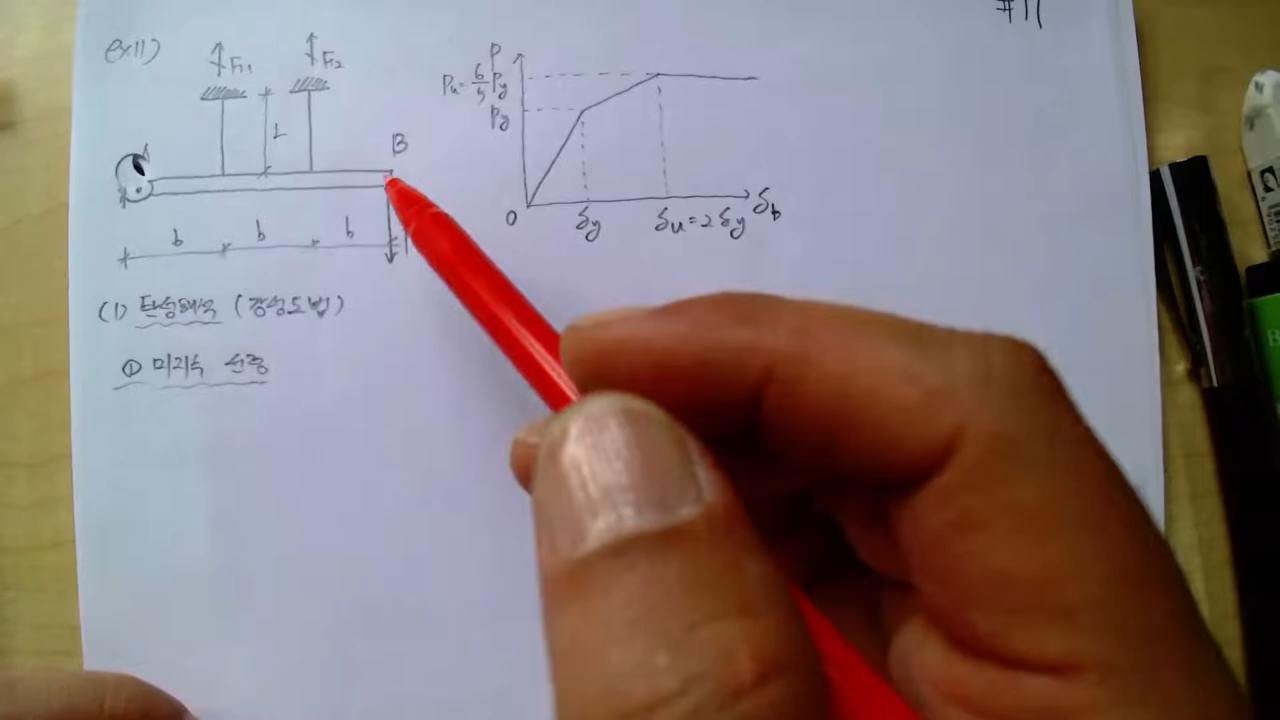 #11
ex11)
F1 F2
L
B
b b b
P
Pu = 6/5 Py
Py
O δy δu = 2δy δb
(1) 탄성해석 (강성도법)
① 미지수 선정